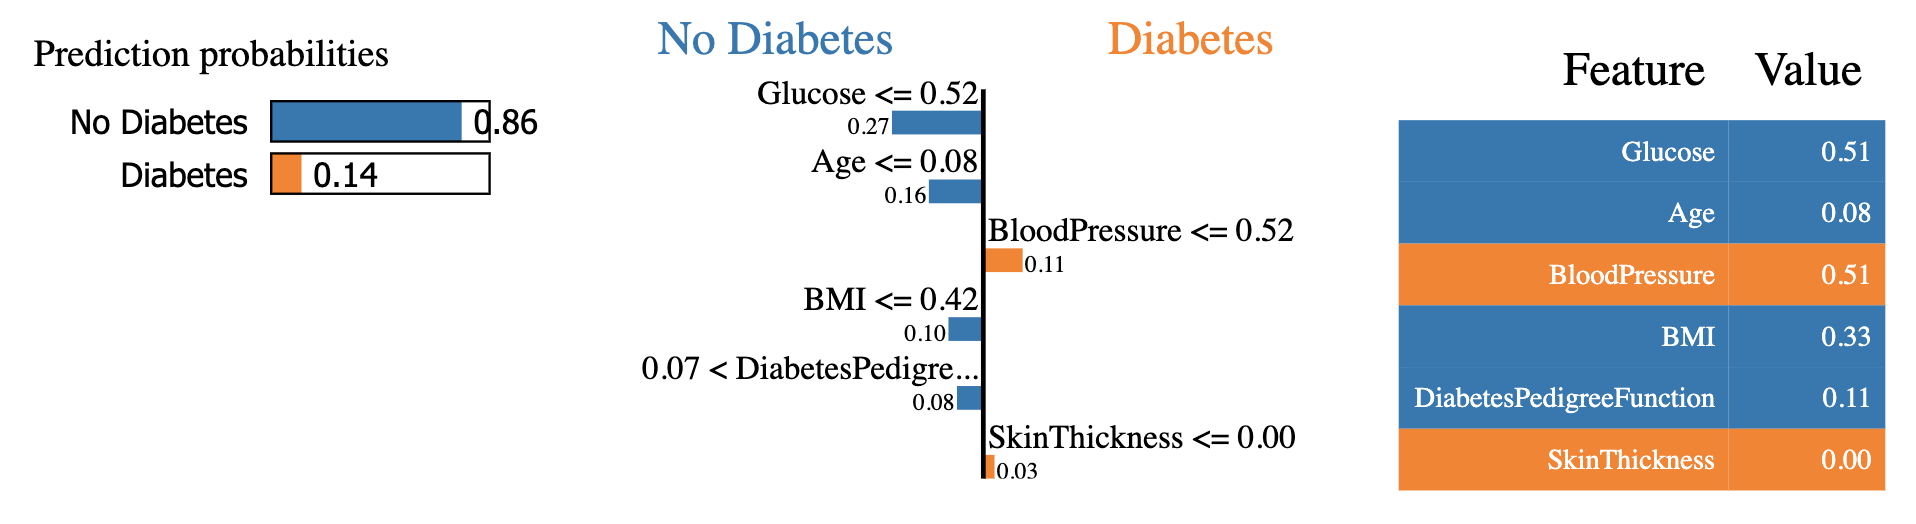 Prediction probabilities
No Diabetes 0.86
Diabetes 0.14
No Diabetes Diabetes
Glucose <= 0.52
0.27
Age <= 0.08
0.16
BloodPressure <= 0.52
0.11
BMI <= 0.42
0.10
0.07 < DiabetesPedigre...
0.08
SkinThickness <= 0.00
0.03
Feature Value
Glucose 0.51
Age 0.08
BloodPressure 0.51
BMI 0.33
DiabetesPedigreeFunction 0.11
SkinThickness 0.00